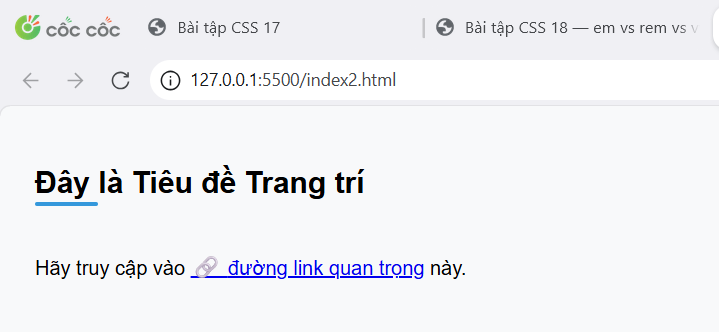 cốc cốc Bài tập CSS 17 Bài tập CSS 18 — em vs rem vs v
127.0.0.1:5500/index2.html
Đây là Tiêu đề Trang trí
Hãy truy cập vào 🔗 đường link quan trọng này.